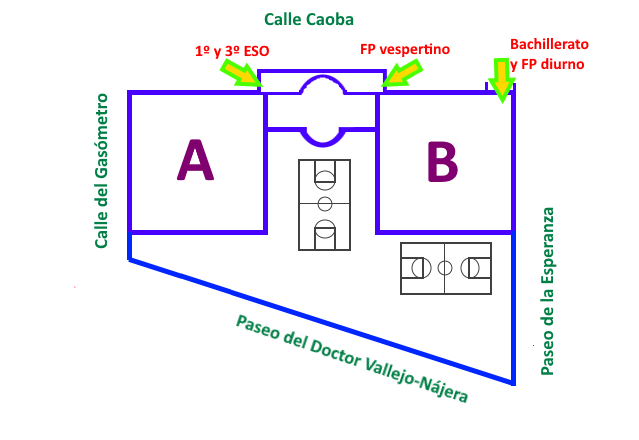 Calle Caoba
1º y 3º ESO
FP vespertino
Bachillerato
y FP diurno
Calle del Gasómetro
A
B
Paseo de la Esperanza
Paseo del Doctor Vallejo-Nájera